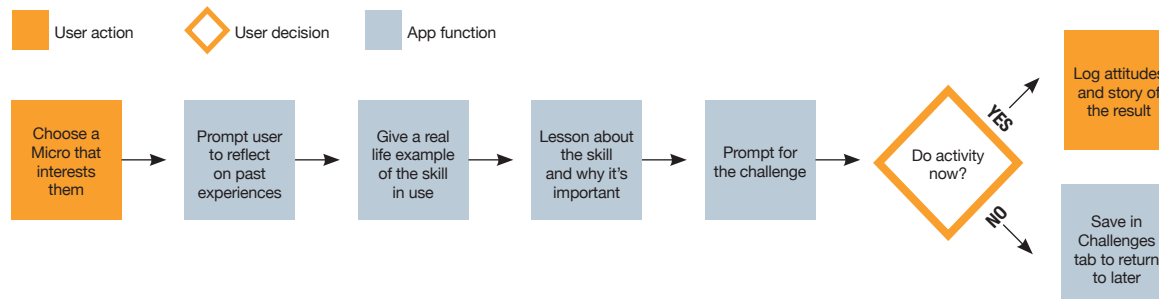 User action
User decision
App function
Choose a
Micro that
interests
them
Prompt user
to reflect
on past
experiences
Give a real
life example
of the skill
in use
Lesson about
the skill
and why it's
important
Prompt for
the challenge
Do activity
now?
YES
Log attitudes
and story of
the result
NO
Save in
Challenges
tab to return
to later